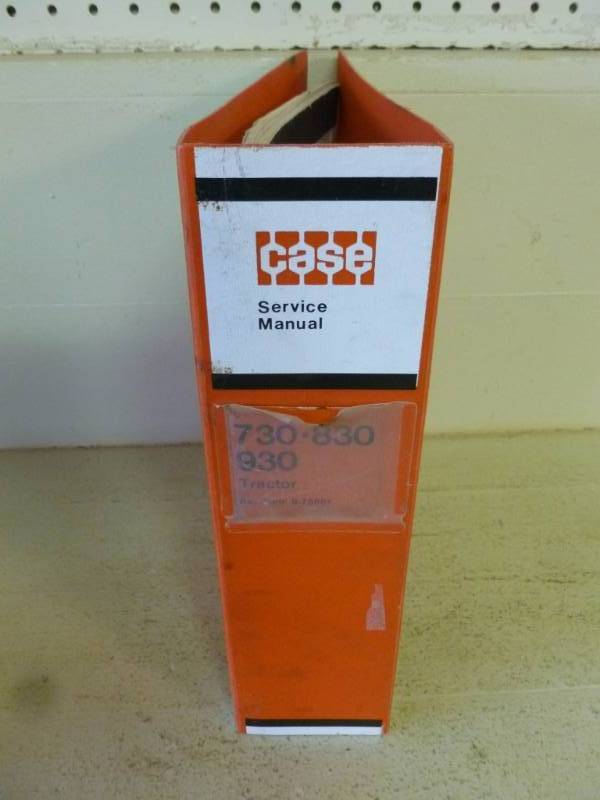 case
Service
Manual
730·830
930
Tractor